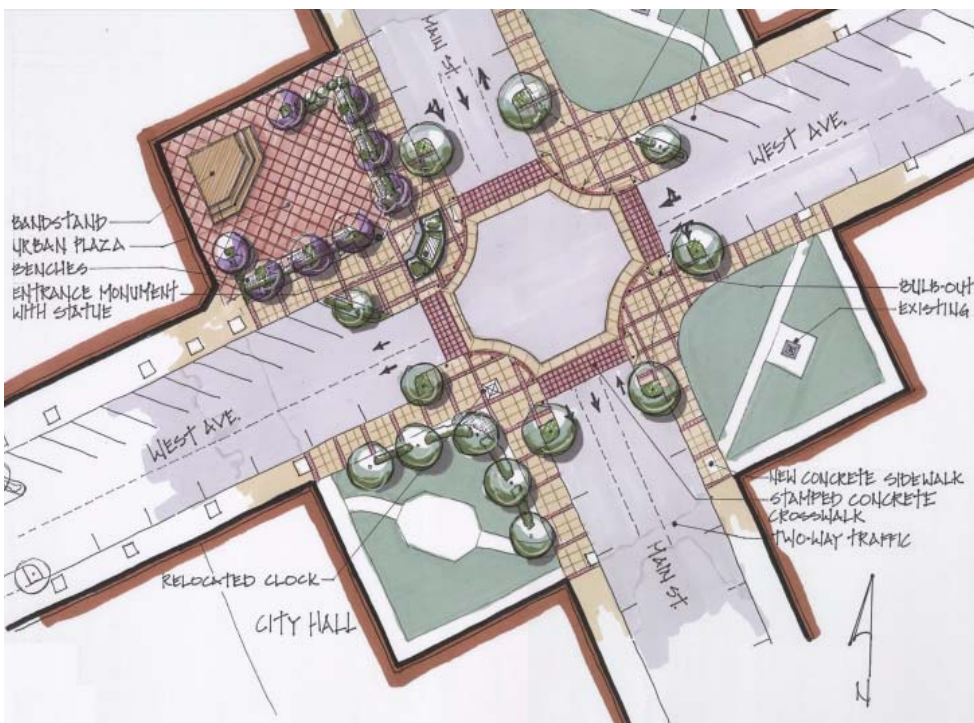 MAIN ST.
WEST AVE.
BANDSTAND
URBAN PLAZA
BENCHES
ENTRANCE MONUMENT
WITH STATUE
BULB-OUT
EXISTING
WEST AVE.
NEW CONCRETE SIDEWALK
STAMPED CONCRETE
CROSSWALK
TWO-WAY TRAFFIC
MAIN ST.
RELOCATED CLOCK
CITY HALL
N